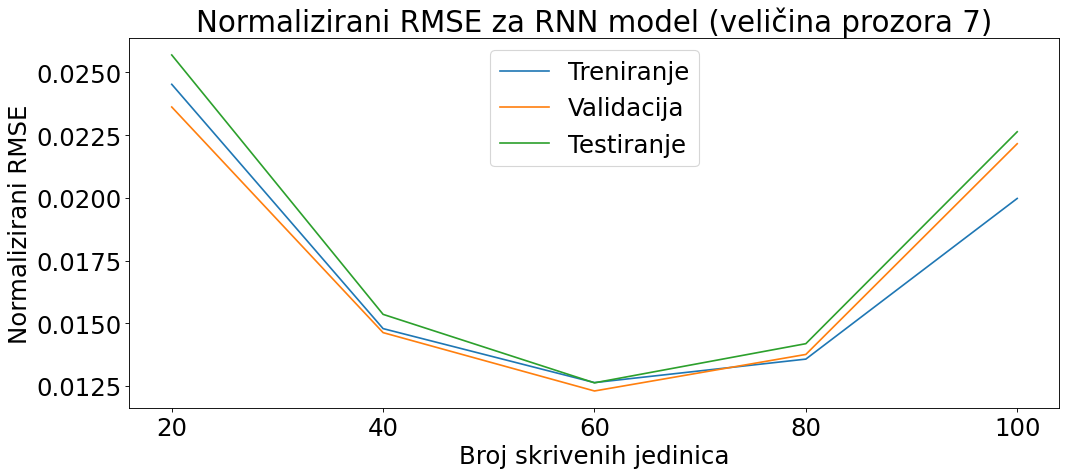 Normalizirani RMSE za RNN model (veličina prozora 7)
Treniranje
Validacija
Testiranje
Normalizirani RMSE
0.0250
0.0225
0.0200
0.0175
0.0150
0.0125
20 40 60 80 100
Broj skrivenih jedinica